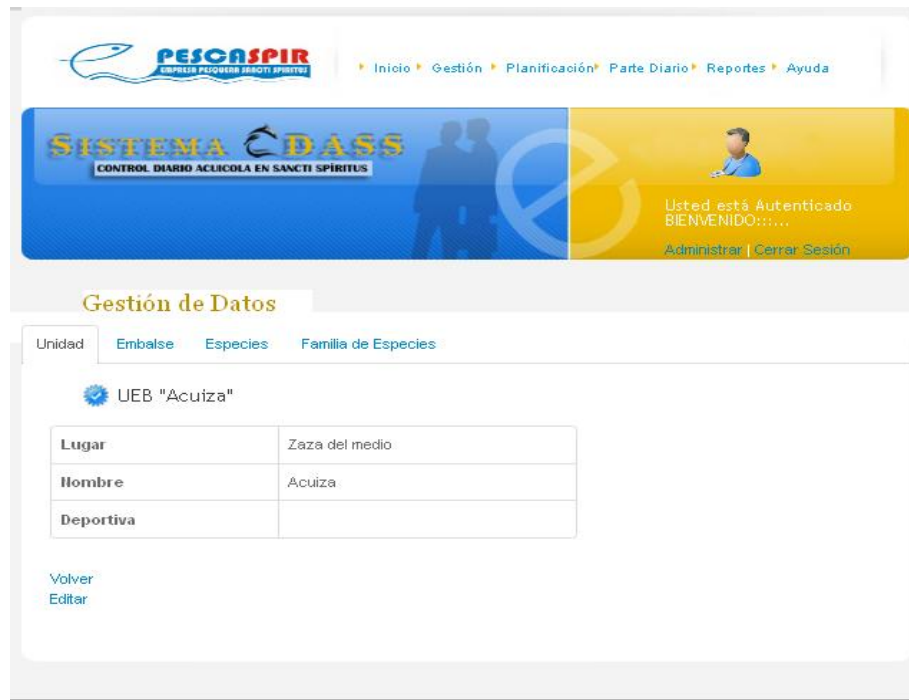 PESCASPIR
EMPRESA PESQUERA SANCTI SPIRITUS
Inicio Gestión Planificación Parte Diario Reportes Ayuda
SISTEMA CDASS
CONTROL DIARIO ACUICOLA EN SANCTI SPÍRITUS
Usted está Autenticado
BIENVENIDO:::...
Administrar | Cerrar Sesión
Gestión de Datos
Unidad Embalse Especies Familia de Especies
UEB "Acuiza"
Lugar Zaza del medio
Nombre Acuiza
Deportiva
Volver
Editar